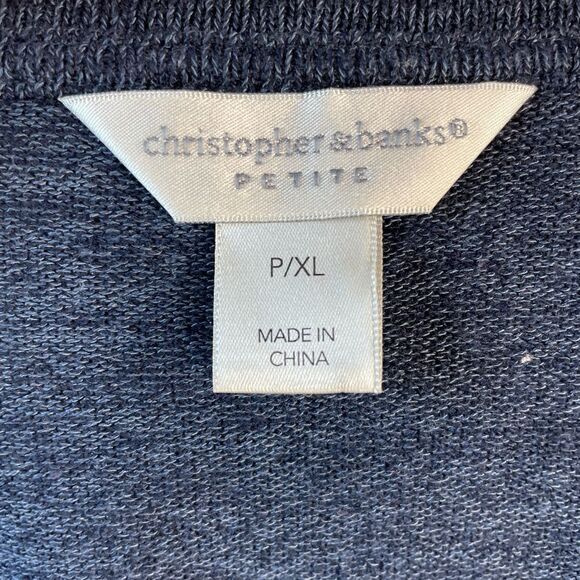 christopher & banks®
PETITE
P/XL
MADE IN
CHINA